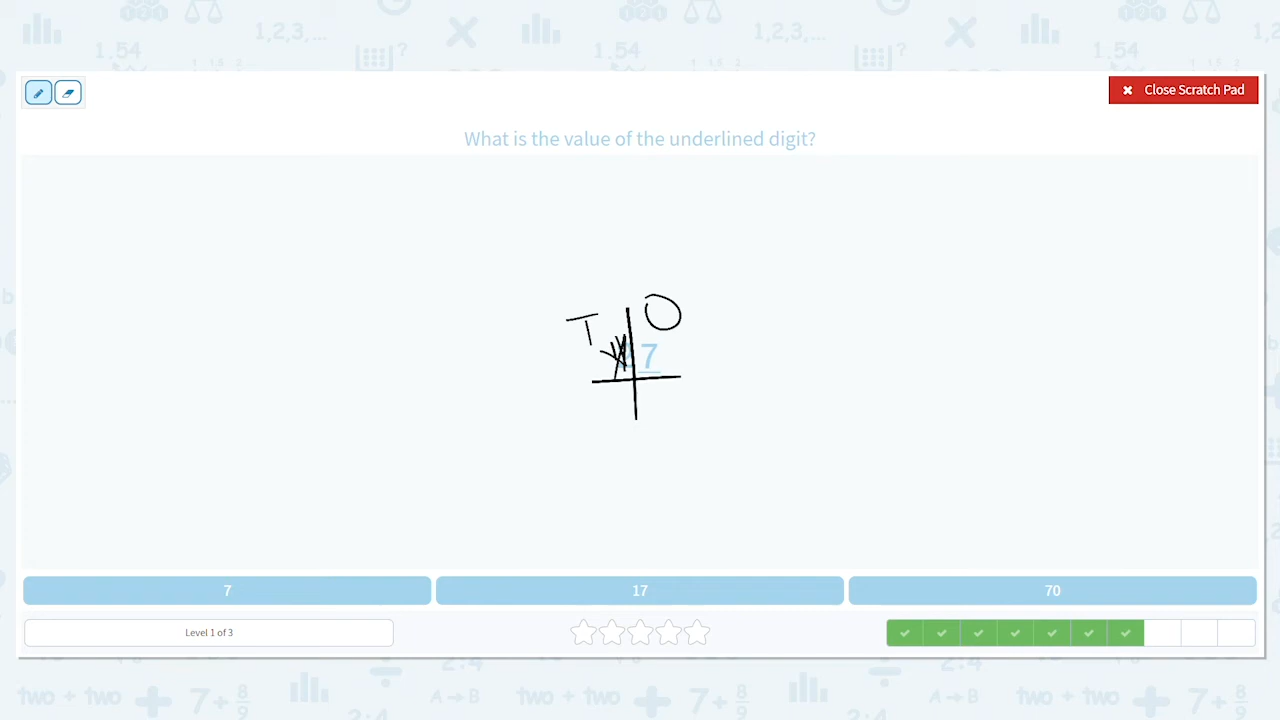 Close Scratch Pad
What is the value of the underlined digit?
T O
7
7 17 70
Level 1 of 3